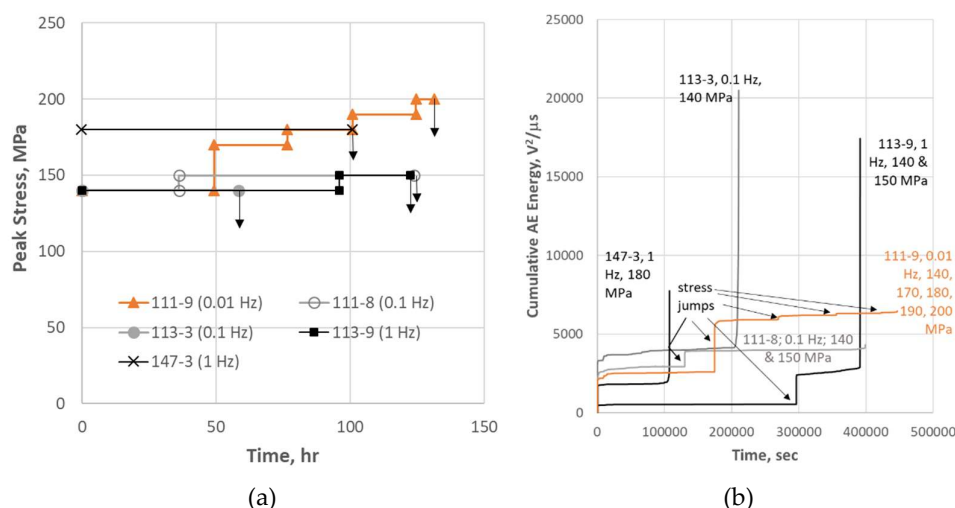 250
200
150
100
50
0
Peak Stress, MPa
111-9 (0.01 Hz)
111-8 (0.1 Hz)
113-3 (0.1 Hz)
113-9 (1 Hz)
147-3 (1 Hz)
0
50
100
150
Time, hr
(a)
25000
20000
15000
10000
5000
0
Cumulative AE Energy, V²/µs
113-3, 0.1 Hz,
140 MPa
113-9, 1
Hz, 140 &
150 MPa
147-3, 1
Hz, 180
MPa
stress
jumps
111-9, 0.01
Hz, 140,
170, 180,
190, 200
MPa
111-8; 0.1 Hz; 140
& 150 MPa
0
100000
200000
300000
400000
500000
Time, sec
(b)